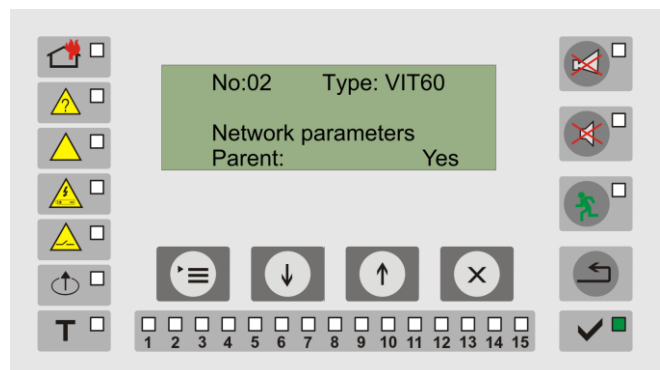 No:02 Type: VIT60
Network parameters
Parent: Yes
?
T
1 2 3 4 5 6 7 8 9 10 11 12 13 14 15